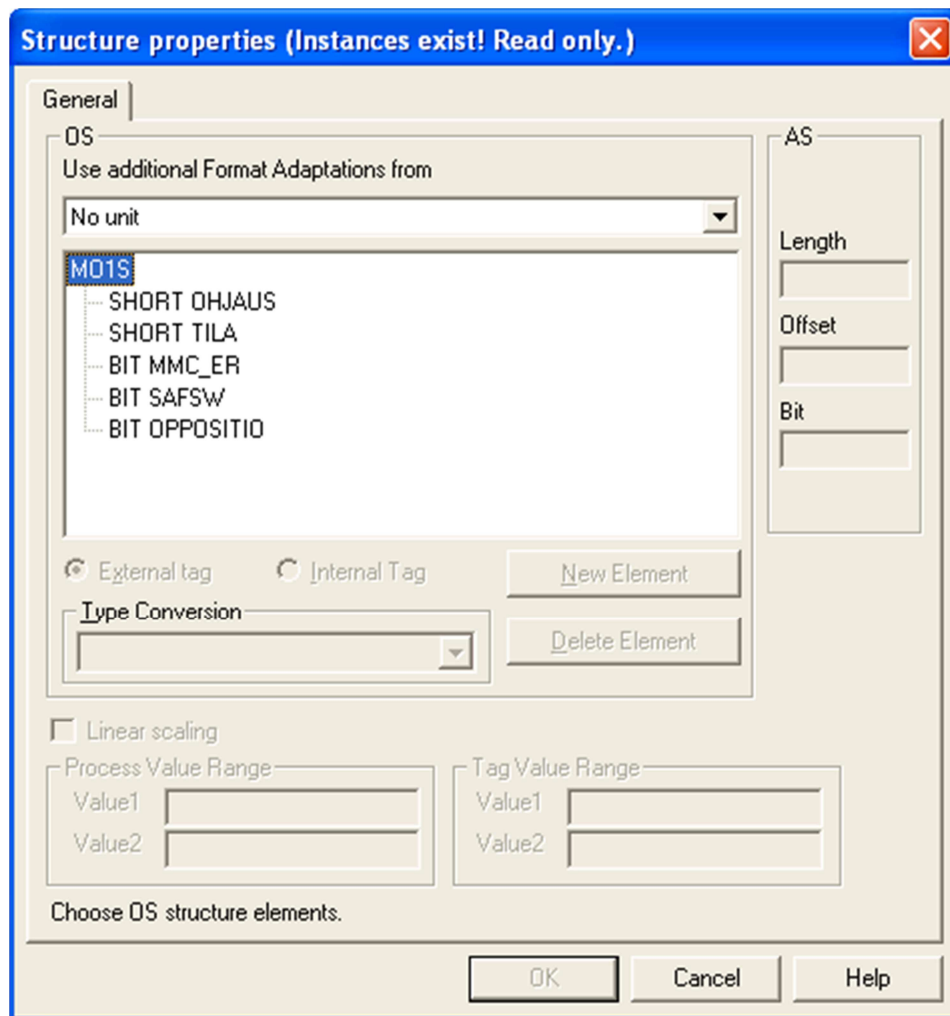 Structure properties (Instances exist! Read only.)
General
OS
Use additional Format Adaptations from
No unit
MO1S
SHORT OHJAUS
SHORT TILA
BIT MMC_ER
BIT SAFSW
BIT OPPOSITIO
External tag
Internal Tag
New Element
Type Conversion
Delete Element
AS
Length
Offset
Bit
Linear scaling
Process Value Range
Value1
Value2
Tag Value Range
Value1
Value2
Choose OS structure elements.
OK
Cancel
Help